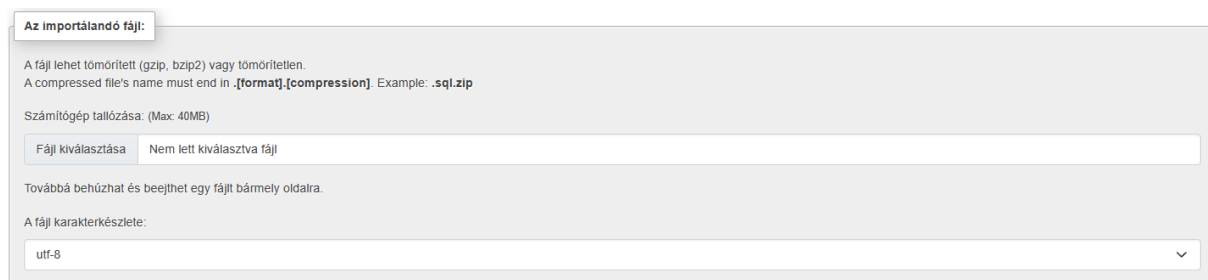 Az importálandó fájl:
A fájl lehet tömörített (gzip, bzip2) vagy tömörítetlen.
A compressed file's name must end in .[format].[compression]. Example: .sql.zip
Számítógép tallózása: (Max: 40MB)
Fájl kiválasztása Nem lett kiválasztva fájl
Továbbá behúzhat és beejthet egy fájlt bármely oldalra.
A fájl karakterkészlete:
utf-8